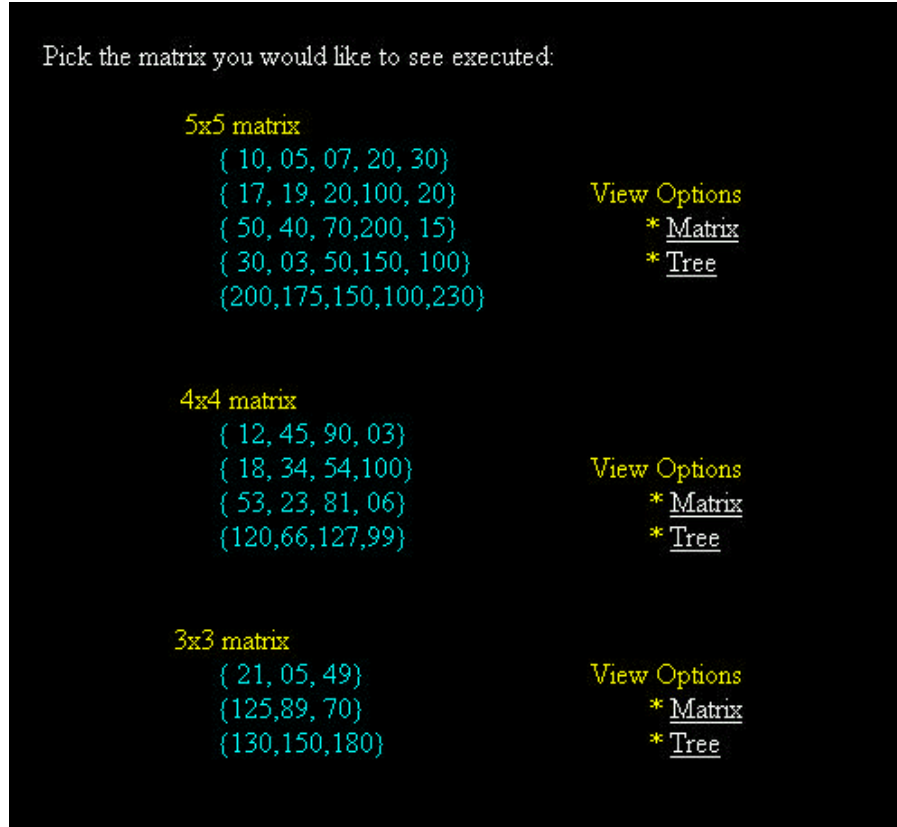 Pick the matrix you would like to see executed:
5x5 matrix
{ 10, 05, 07, 20, 30}
{ 17, 19, 20,100, 20}
View Options
{ 50, 40, 70,200, 15}
* Matrix
{ 30, 03, 50,150, 100}
* Tree
{200,175,150,100,230}
4x4 matrix
{ 12, 45, 90, 03}
{ 18, 34, 54,100}
View Options
{ 53, 23, 81, 06}
* Matrix
{120,66,127,99}
* Tree
3x3 matrix
{ 21, 05, 49}
View Options
{125,89, 70}
* Matrix
{130,150,180}
* Tree